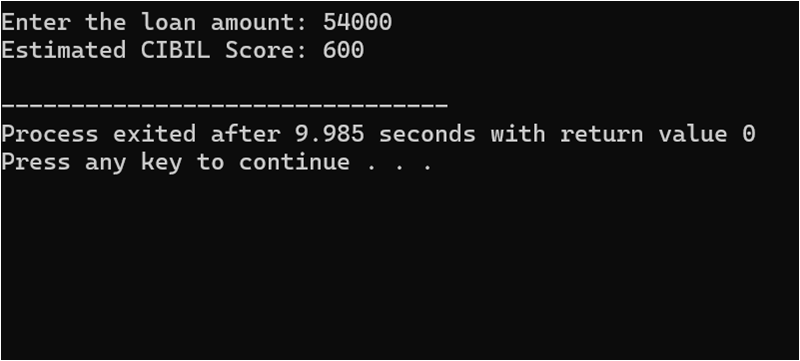 Enter the loan amount: 54000
Estimated CIBIL Score: 600
--------------------------------
Process exited after 9.985 seconds with return value 0
Press any key to continue . . .